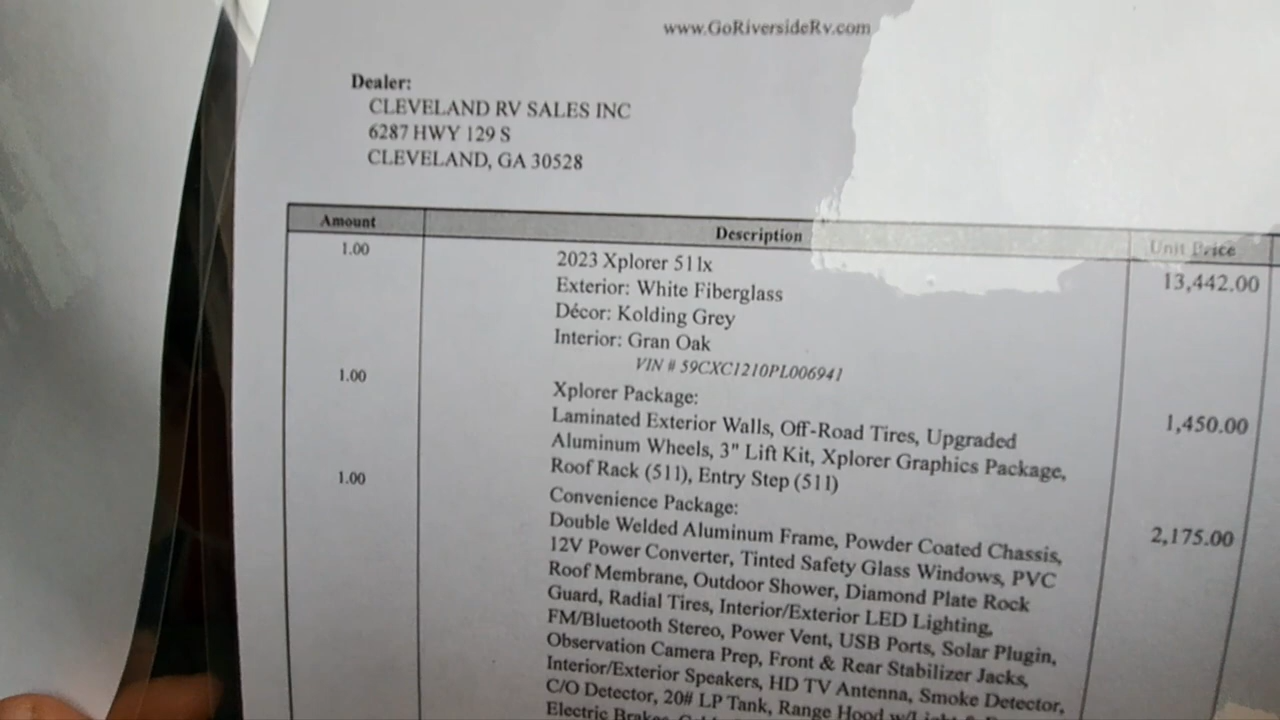 www.GoRiversideRv.com
Dealer:
CLEVELAND RV SALES INC
6287 HWY 129 S
CLEVELAND, GA 30528
Amount Description Unit Price
1.00 2023 Xplorer 511x 13,442.00
Exterior: White Fiberglass
Décor: Kolding Grey
Interior: Gran Oak
VIN # 59CXC1210PL006941
1.00 Xplorer Package: 1,450.00
Laminated Exterior Walls, Off-Road Tires, Upgraded
Aluminum Wheels, 3" Lift Kit, Xplorer Graphics Package,
Roof Rack (511), Entry Step (511)
1.00 Convenience Package: 2,175.00
Double Welded Aluminum Frame, Powder Coated Chassis,
12V Power Converter, Tinted Safety Glass Windows, PVC
Roof Membrane, Outdoor Shower, Diamond Plate Rock
Guard, Radial Tires, Interior/Exterior LED Lighting,
FM/Bluetooth Stereo, Power Vent, USB Ports, Solar Plugin,
Observation Camera Prep, Front & Rear Stabilizer Jacks,
Interior/Exterior Speakers, HD TV Antenna, Smoke Detector,
C/O Detector, 20# LP Tank, Range Hood w/Light &
Electric Brakes,